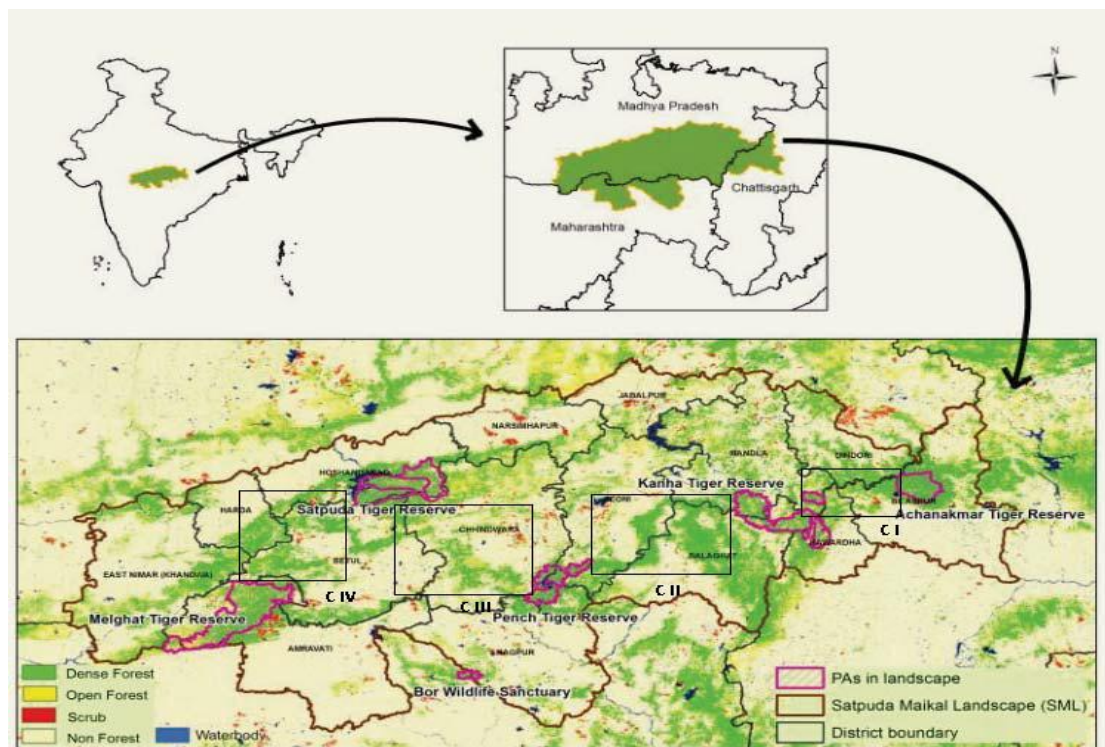 N
Madhya Pradesh
Chattisgarh
Maharashtra
JABALPUR
NARSIMHAPUR
MANDLA
DINDORI
HOSHANGABAD
Kanha Tiger Reserve
Satpuda Tiger Reserve
BILASPUR
Achanakmar Tiger Reserve
HARDA
CHHINDWARA
C I
KAWARDHA
BALAGHAT
BETUL
EAST NIMAR (KHANDWA)
C IV
C III
C II
Melghat Tiger Reserve
Pench Tiger Reserve
AMRAVATI
NAGPUR
Bor Wildlife Sanctuary
Dense Forest
Open Forest
Scrub
Non Forest
Waterbody
PAs in landscape
Satpuda Maikal Landscape (SML)
District boundary